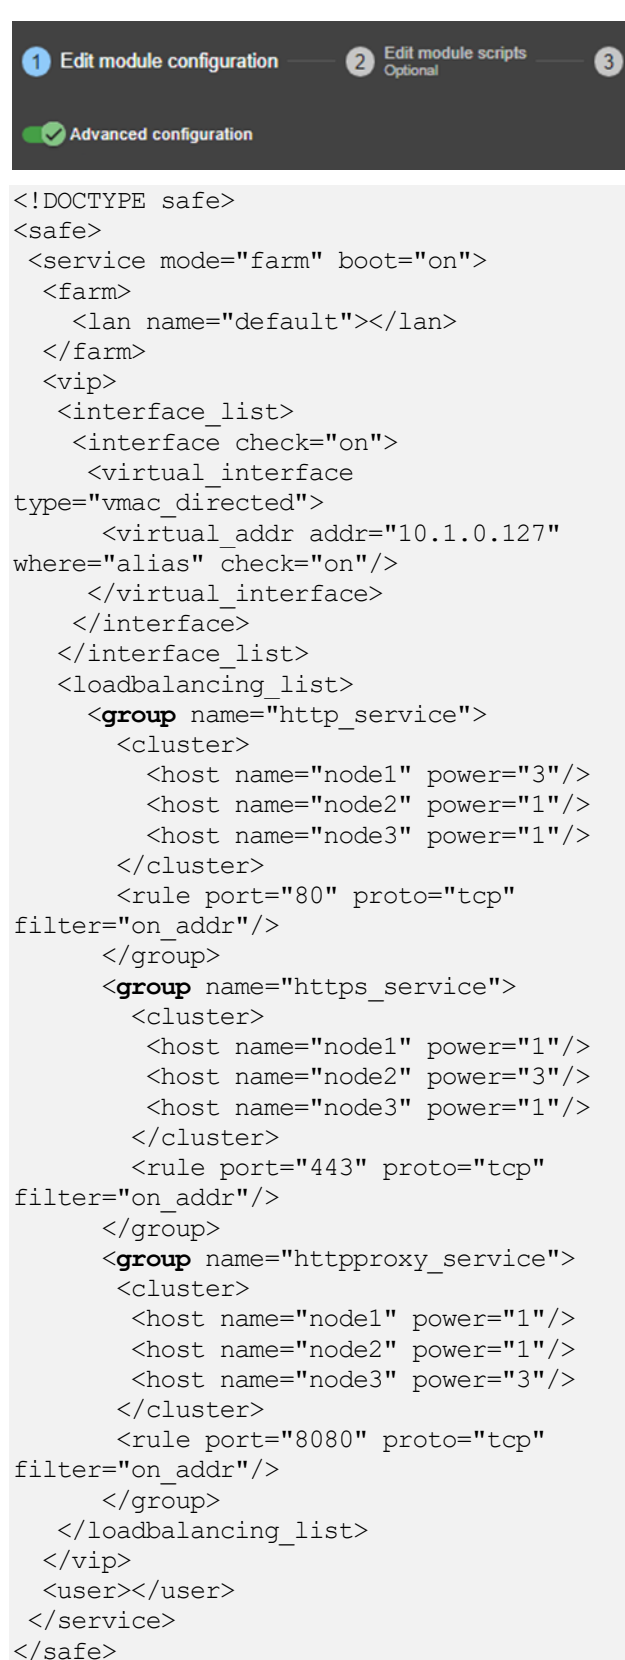 1 Edit module configuration 2 Edit module scripts 3
Optional
Advanced configuration
<!DOCTYPE safe>
<safe>
 <service mode="farm" boot="on">
  <farm>
    <lan name="default"></lan>
  </farm>
  <vip>
   <interface_list>
    <interface check="on">
     <virtual_interface
type="vmac_directed">
      <virtual_addr addr="10.1.0.127"
where="alias" check="on"/>
     </virtual_interface>
    </interface>
   </interface_list>
   <loadbalancing_list>
     <group name="http_service">
       <cluster>
         <host name="node1" power="3"/>
         <host name="node2" power="1"/>
         <host name="node3" power="1"/>
       </cluster>
       <rule port="80" proto="tcp"
filter="on_addr"/>
      </group>
      <group name="https_service">
        <cluster>
         <host name="node1" power="1"/>
         <host name="node2" power="3"/>
         <host name="node3" power="1"/>
        </cluster>
        <rule port="443" proto="tcp"
filter="on_addr"/>
      </group>
      <group name="httpproxy_service">
       <cluster>
        <host name="node1" power="1"/>
        <host name="node2" power="1"/>
        <host name="node3" power="3"/>
       </cluster>
       <rule port="8080" proto="tcp"
filter="on_addr"/>
      </group>
   </loadbalancing_list>
  </vip>
  <user></user>
 </service>
</safe>